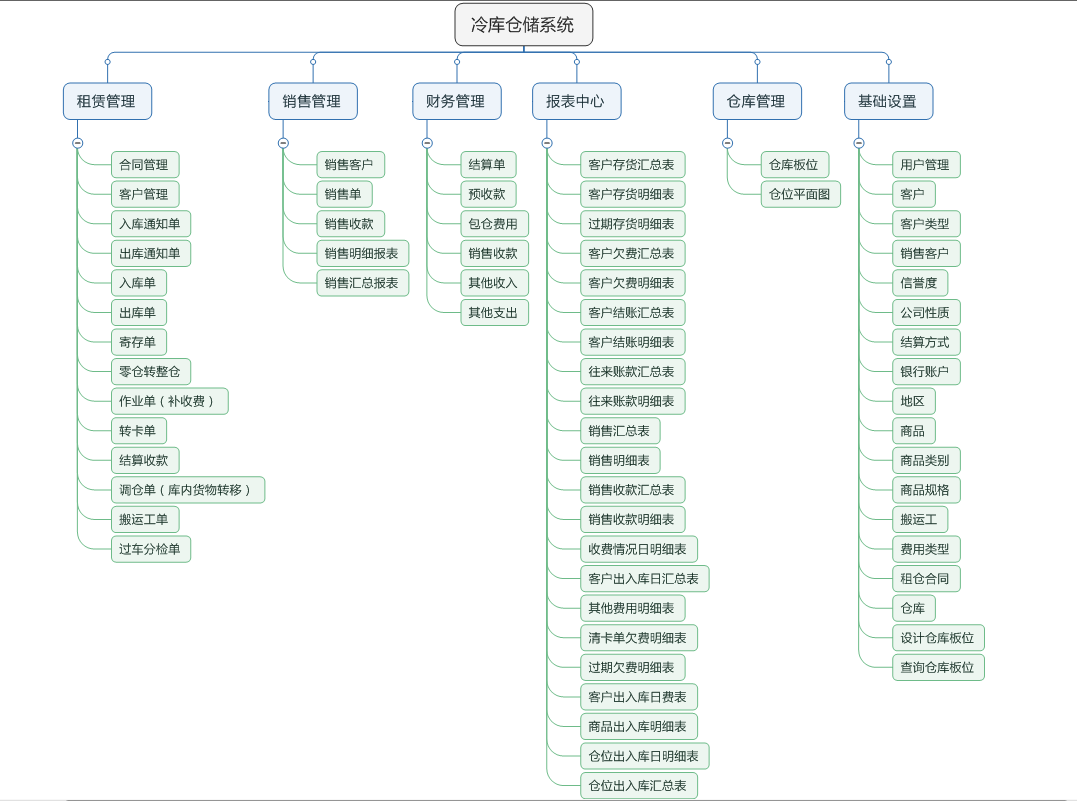 冷库仓储系统
租赁管理
合同管理
客户管理
入库通知单
出库通知单
入库单
出库单
寄存单
零仓转整仓
作业单（补收费）
转卡单
结算收款
调仓单（库内货物转移）
搬运工单
过车分检单
销售管理
销售客户
销售单
销售收款
销售明细报表
销售汇总报表
财务管理
结算单
预收款
包仓费用
销售收款
其他收入
其他支出
报表中心
客户存货汇总表
客户存货明细表
过期存货明细表
客户欠费汇总表
客户欠费明细表
客户结账汇总表
客户结账明细表
往来账款汇总表
往来账款明细表
销售汇总表
销售明细表
销售收款汇总表
销售收款明细表
收费情况日明细表
客户出入库日汇总表
其他费用明细表
清卡单欠费明细表
过期欠费明细表
客户出入库日费表
商品出入库明细表
仓位出入库日明细表
仓位出入库汇总表
仓库管理
仓库板位
仓位平面图
基础设置
用户管理
客户
客户类型
销售客户
信誉度
公司性质
结算方式
银行账户
地区
商品
商品类别
商品规格
搬运工
费用类型
租仓合同
仓库
设计仓库板位
查询仓库板位